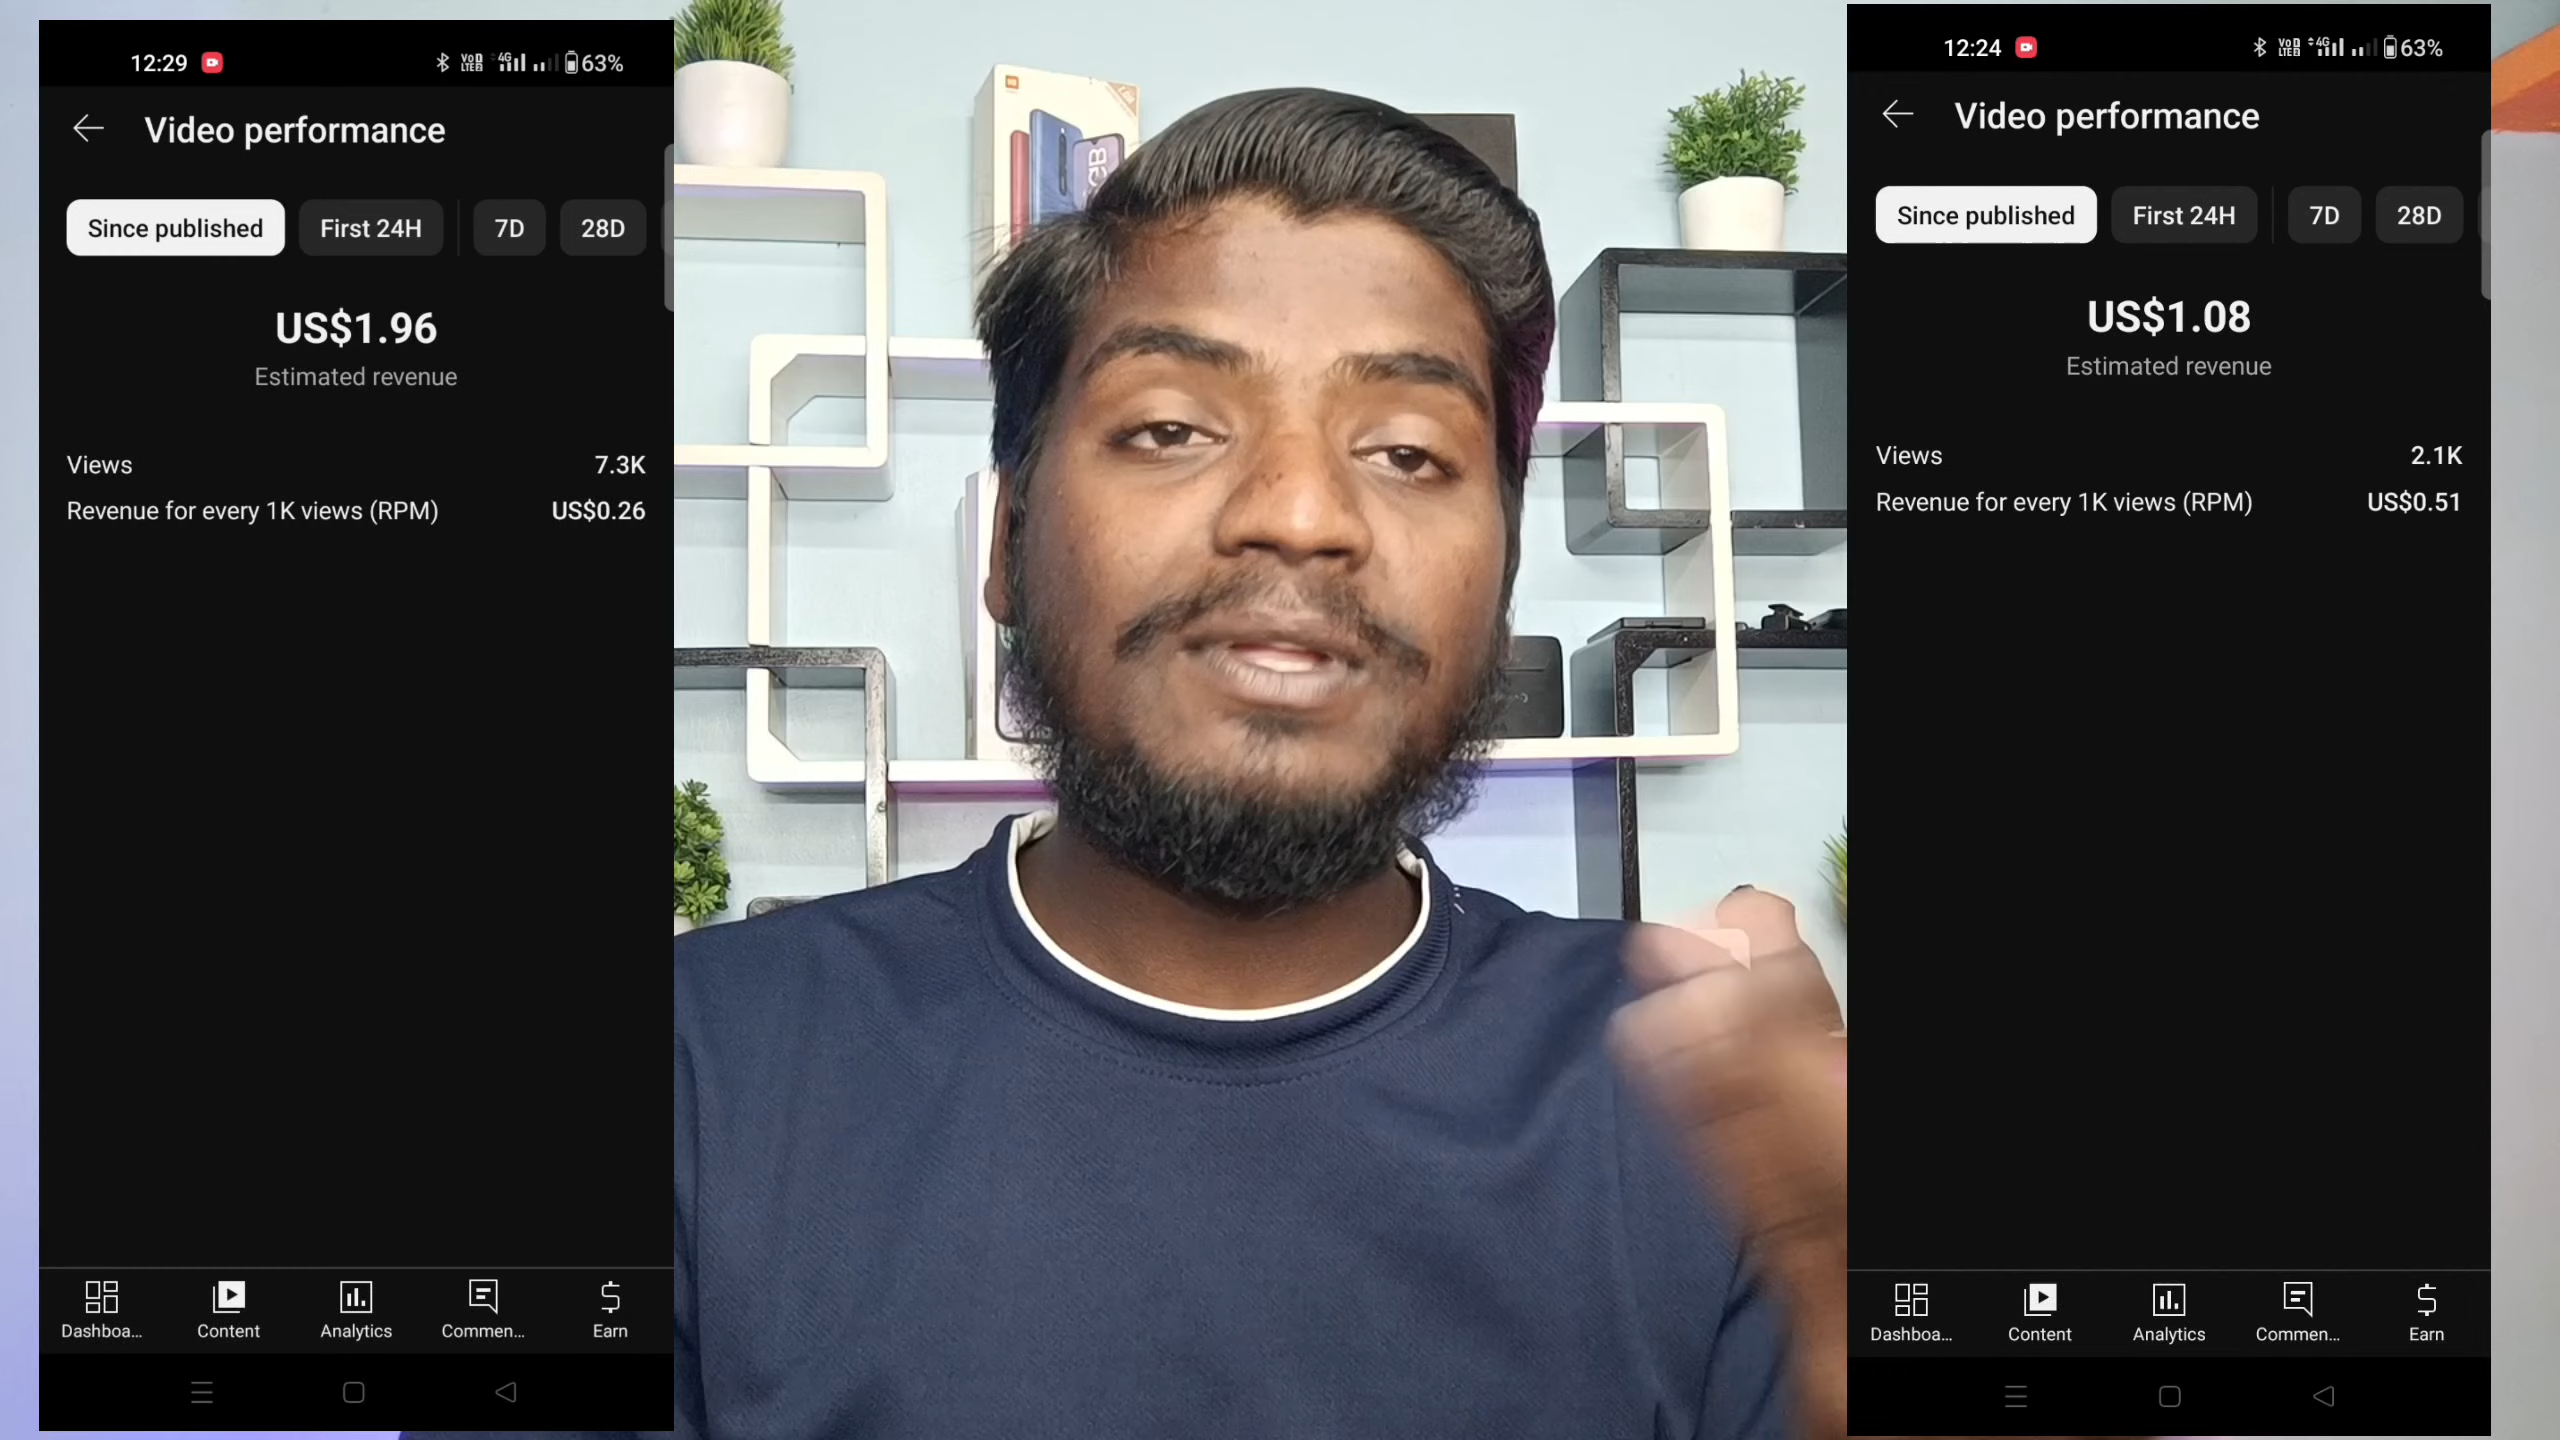 12:29
4G
63%
Video performance
Since published
First 24H
7D
28D
US$1.96
Estimated revenue
Views
7.3K
Revenue for every 1K views (RPM)
US$0.26
Dashboa...
Content
Analytics
Commen...
$
Earn
GB
12:24
4G
63%
Video performance
Since published
First 24H
7D
28D
US$1.08
Estimated revenue
Views
2.1K
Revenue for every 1K views (RPM)
US$0.51
Dashboa...
Content
Analytics
Commen...
$
Earn